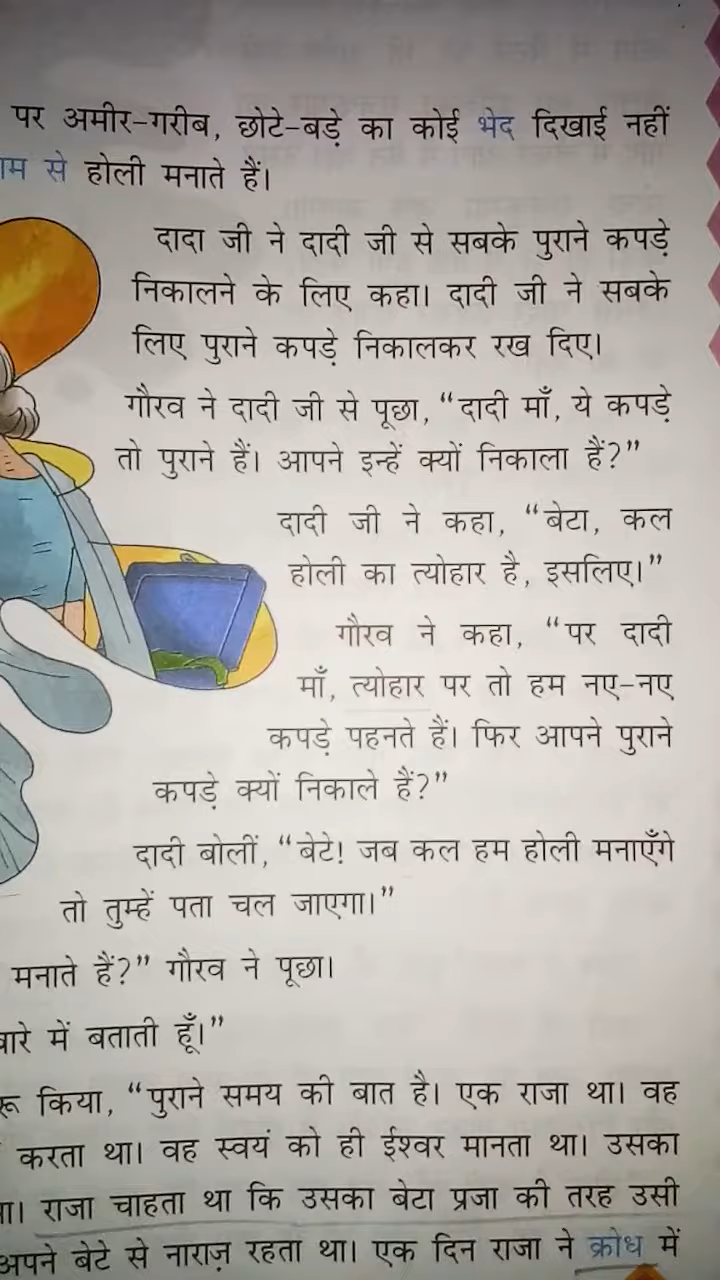 पर अमीर-गरीब, छोटे-बड़े का कोई भेद दिखाई नहीं
से होली मनाते हैं।
दादा जी ने दादी जी से सबके पुराने कपड़े
निकालने के लिए कहा। दादी जी ने सबके
लिए पुराने कपड़े निकालकर रख दिए।
गौरव ने दादी जी से पूछा, “दादी माँ, ये कपड़े
तो पुराने हैं। आपने इन्हें क्यों निकाला हैं?”
दादी जी ने कहा, “बेटा, कल
होली का त्योहार है, इसलिए।”
गौरव ने कहा, “पर दादी
माँ, त्योहार पर तो हम नए-नए
कपड़े पहनते हैं। फिर आपने पुराने
कपड़े क्यों निकाले हैं?”
दादी बोलीं, “बेटे! जब कल हम होली मनाएँगे
तो तुम्हें पता चल जाएगा।”
मनाते हैं?” गौरव ने पूछा।
में बताती हूँ।”
किया, “पुराने समय की बात है। एक राजा था। वह
करता था। वह स्वयं को ही ईश्वर मानता था। उसका
राजा चाहता था कि उसका बेटा प्रजा की तरह उसी
अपने बेटे से नाराज़ रहता था। एक दिन राजा ने क्रोध में